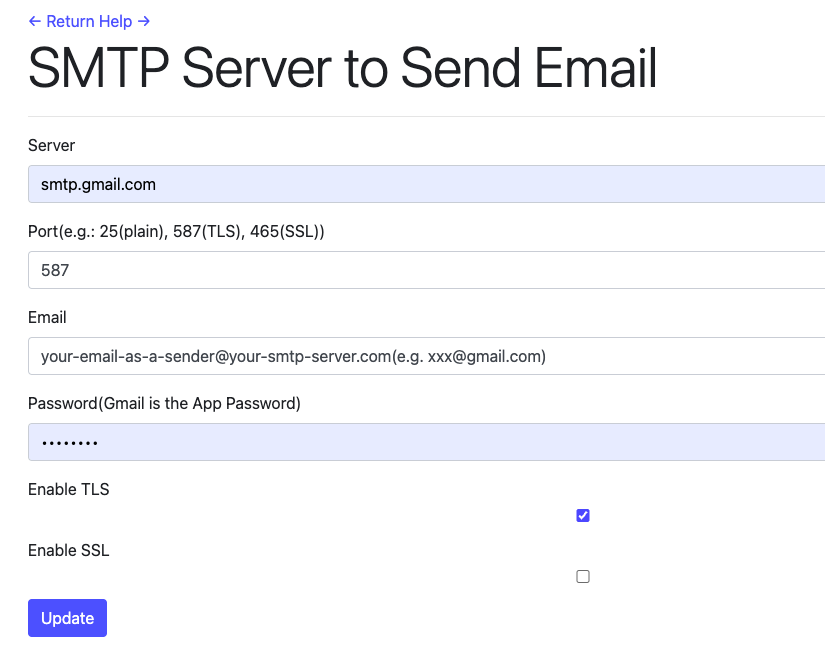 ← Return Help →
SMTP Server to Send Email
Server
smtp.gmail.com
Port(e.g.: 25(plain), 587(TLS), 465(SSL))
587
Email
your-email-as-a-sender@your-smtp-server.com(e.g. xxx@gmail.com)
Password(Gmail is the App Password)
••••••••
Enable TLS
Enable SSL
Update